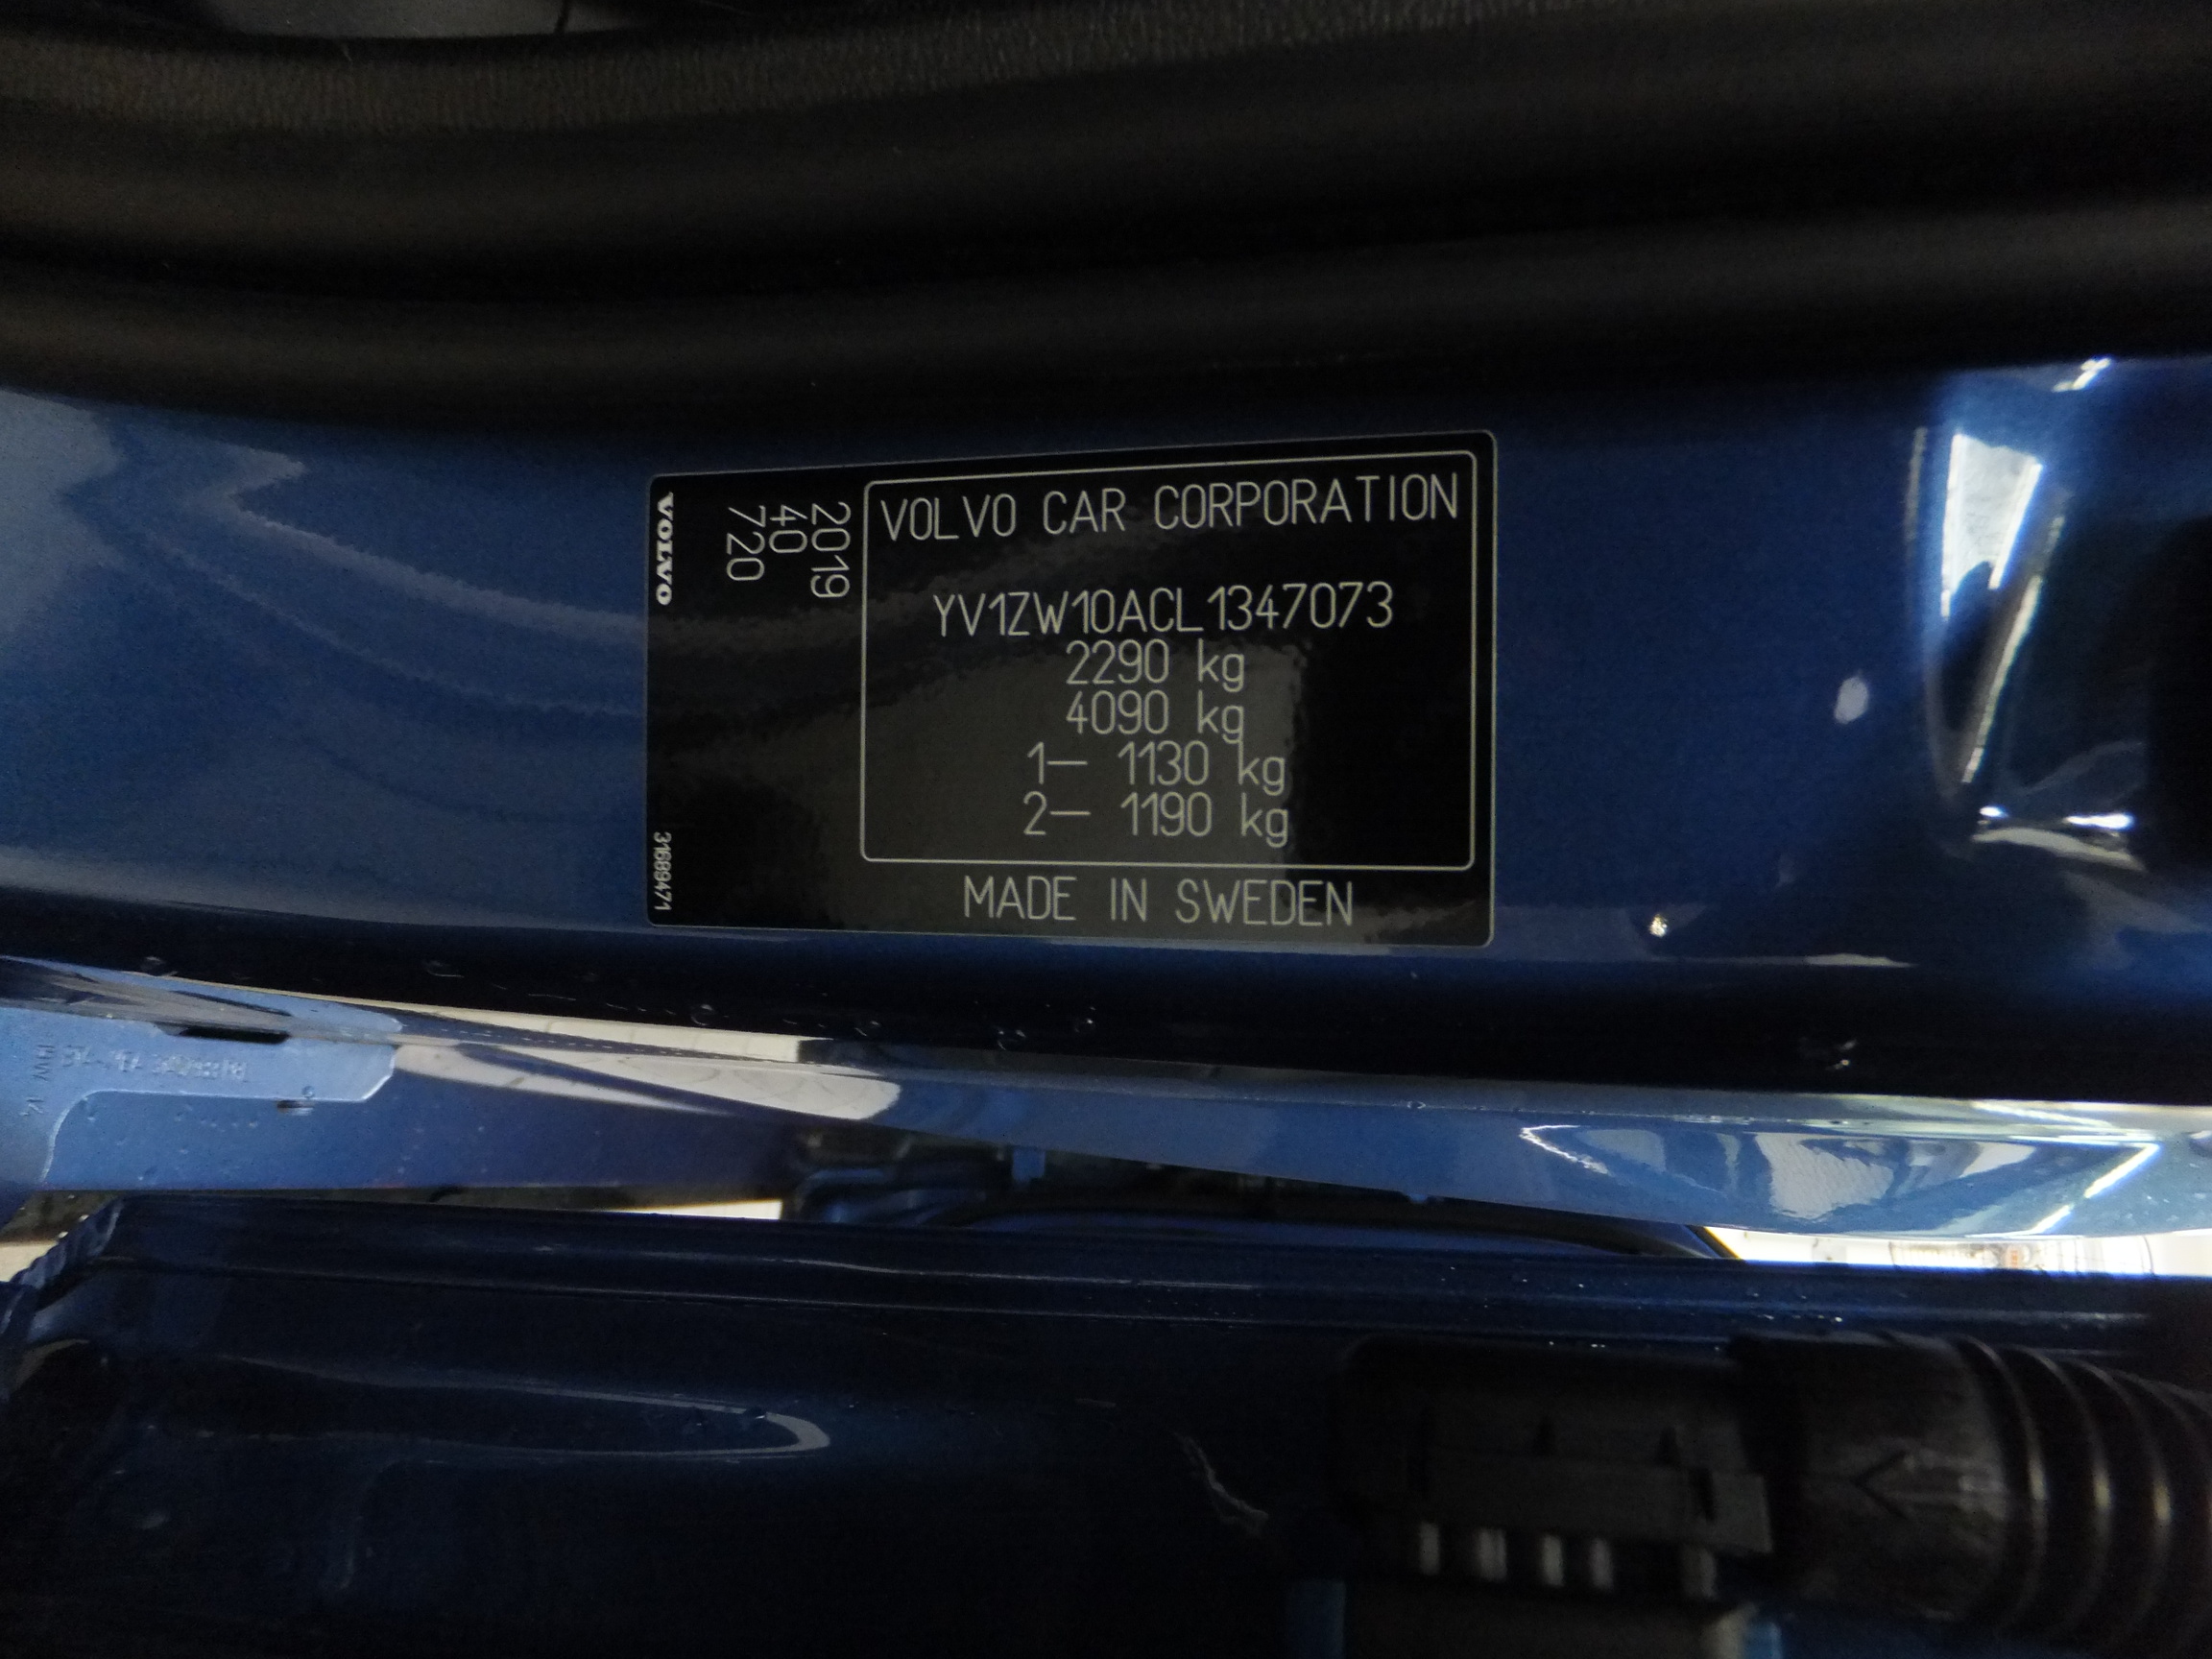 VOLVO CAR CORPORATION
YV1ZW10ACL1347073
2290 kg
4090 kg
1— 1130 kg
2— 1190 kg
MADE IN SWEDEN
2019
40
720
VOLVO
31689471